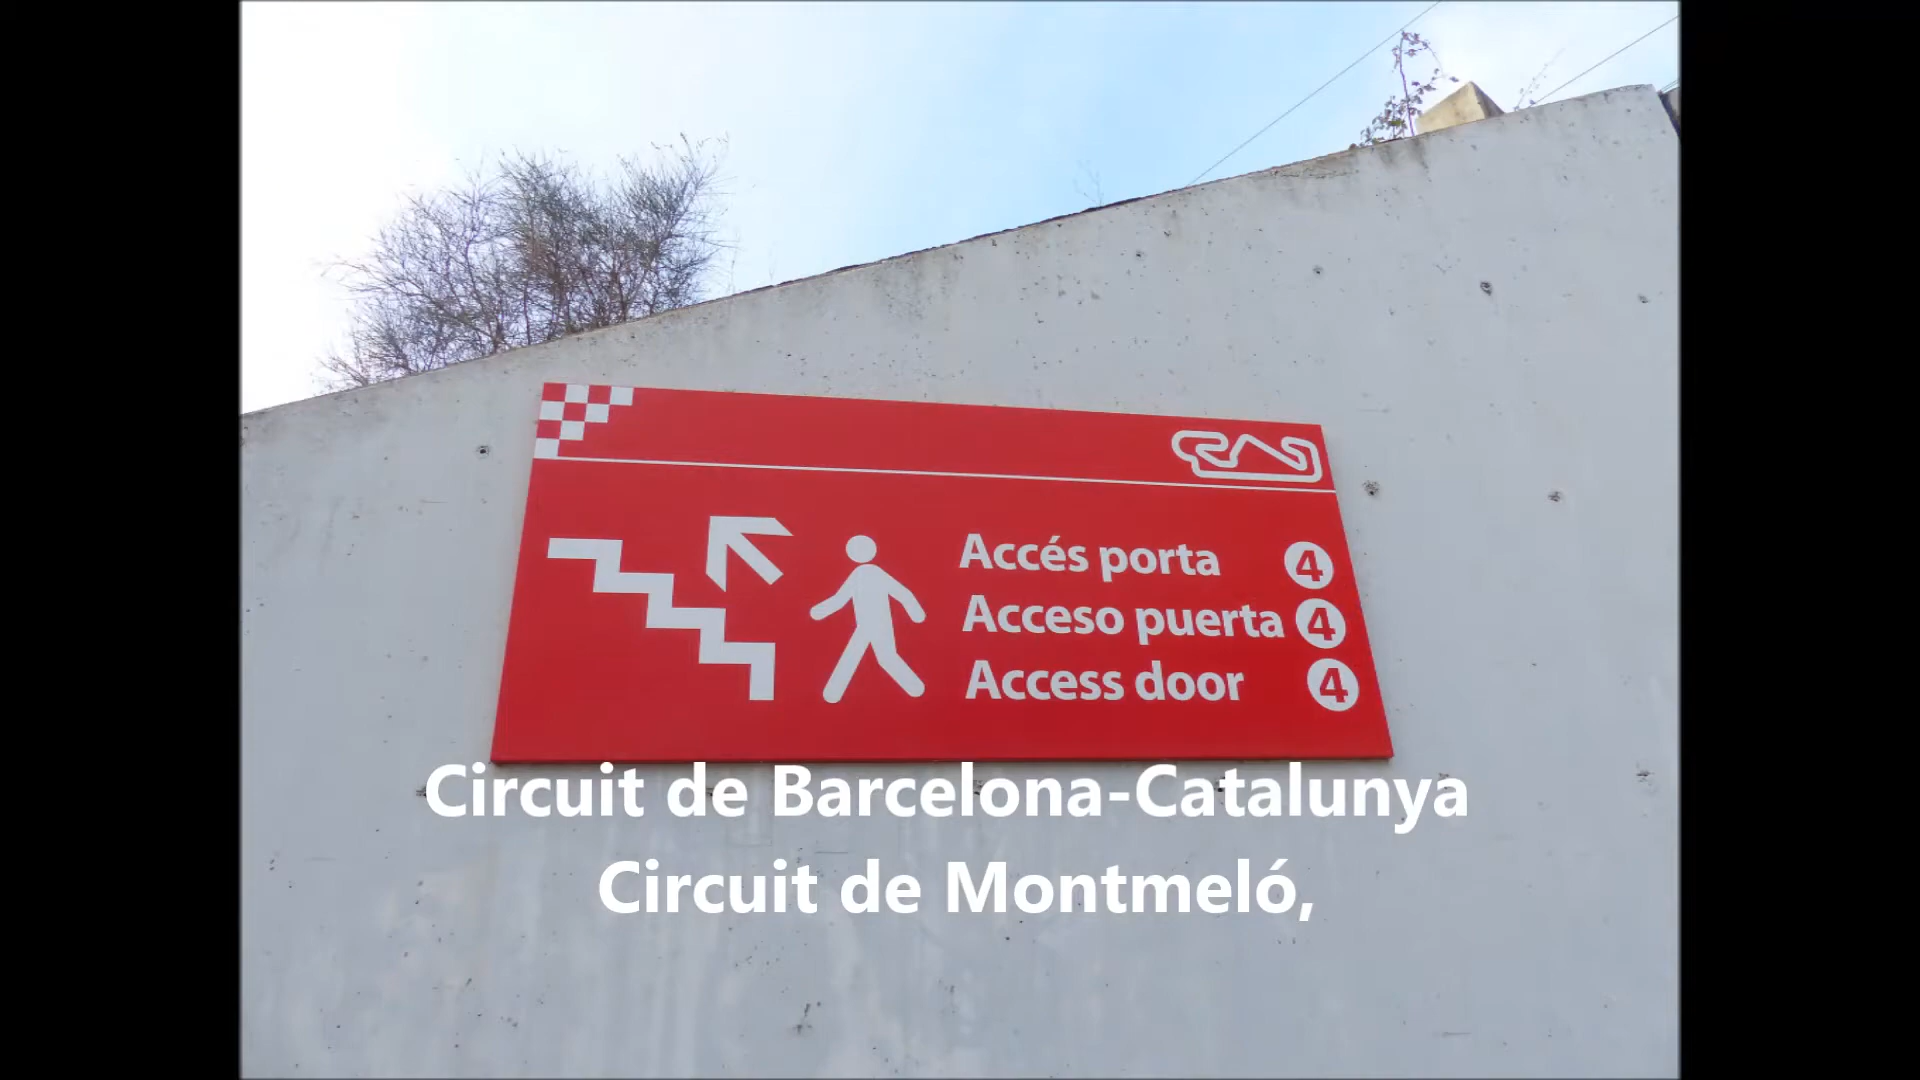 Accés porta 4
Acceso puerta 4
Access door 4
Circuit de Barcelona-Catalunya
Circuit de Montmeló,